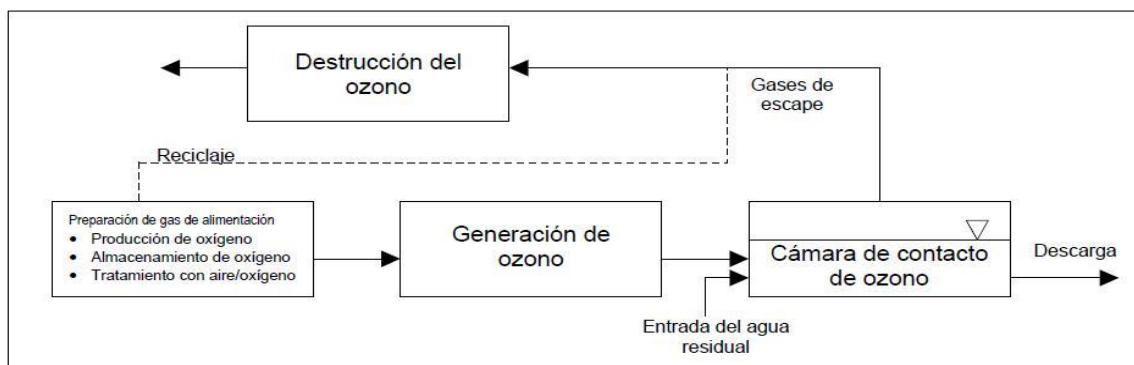 Destrucción del
ozono
Gases de
escape
Reciclaje
Preparación de gas de alimentación
• Producción de oxígeno
• Almacenamiento de oxígeno
• Tratamiento con aire/oxígeno
Generación de
ozono
Cámara de contacto
de ozono
Descarga
Entrada del agua
residual